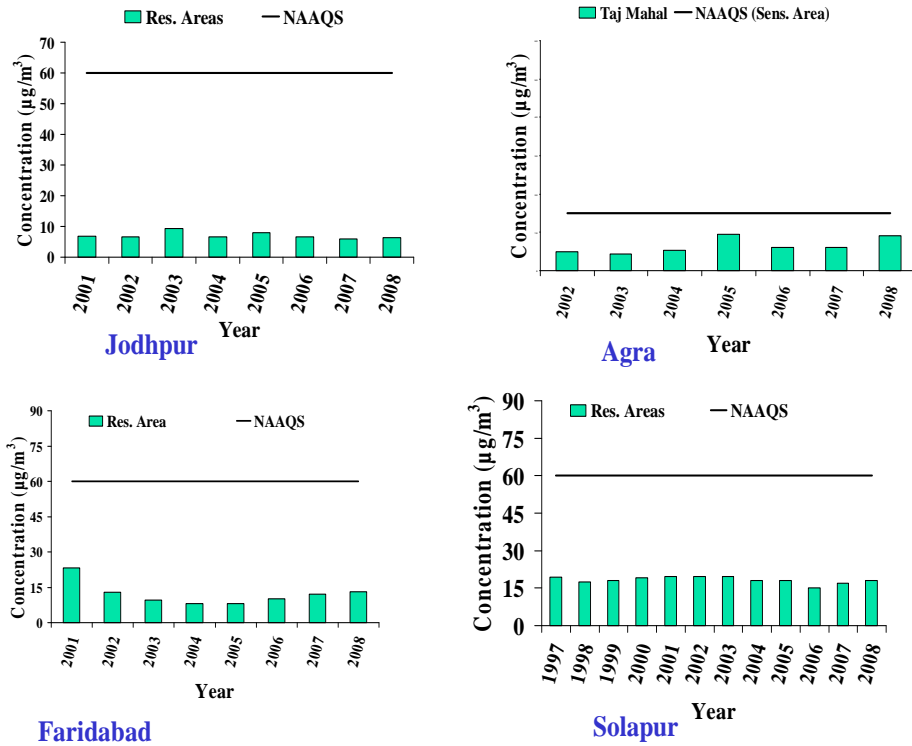 Res. Areas NAAQS
Concentration (µg/m³)
70
60
50
40
30
20
10
0
2001 2002 2003 2004 2005 2006 2007 2008
Year
Jodhpur
Taj Mahal NAAQS (Sens. Area)
Concentration (µg/m³)
2002 2003 2004 2005 2006 2007 2008
Year
Agra
Res. Area NAAQS
Concentration (µg/m³)
90
75
60
45
30
15
0
2001 2002 2003 2004 2005 2006 2007 2008
Year
Faridabad
Res. Areas NAAQS
Concentration (µg/m³)
90
75
60
45
30
15
0
1997 1998 1999 2000 2001 2002 2003 2004 2005 2006 2007 2008
Year
Solapur